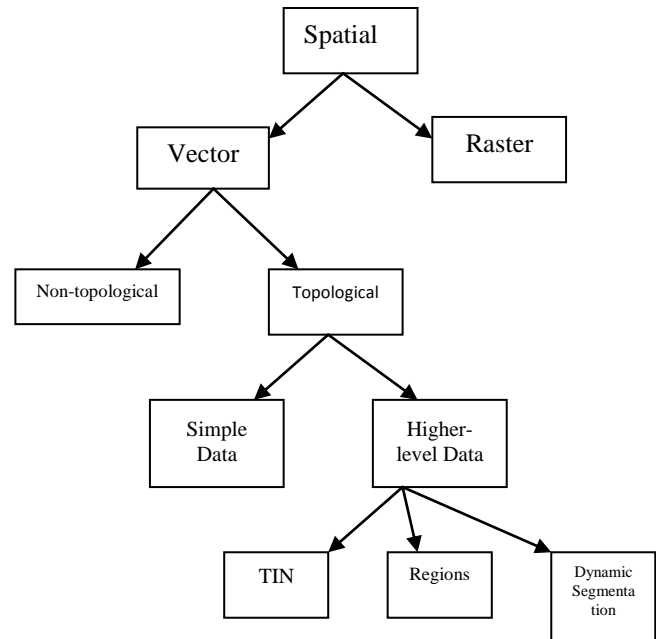 Spatial
Vector
Raster
Non-topological
Topological
Simple
Data
Higher-
level Data
TIN
Regions
Dynamic
Segmenta
tion